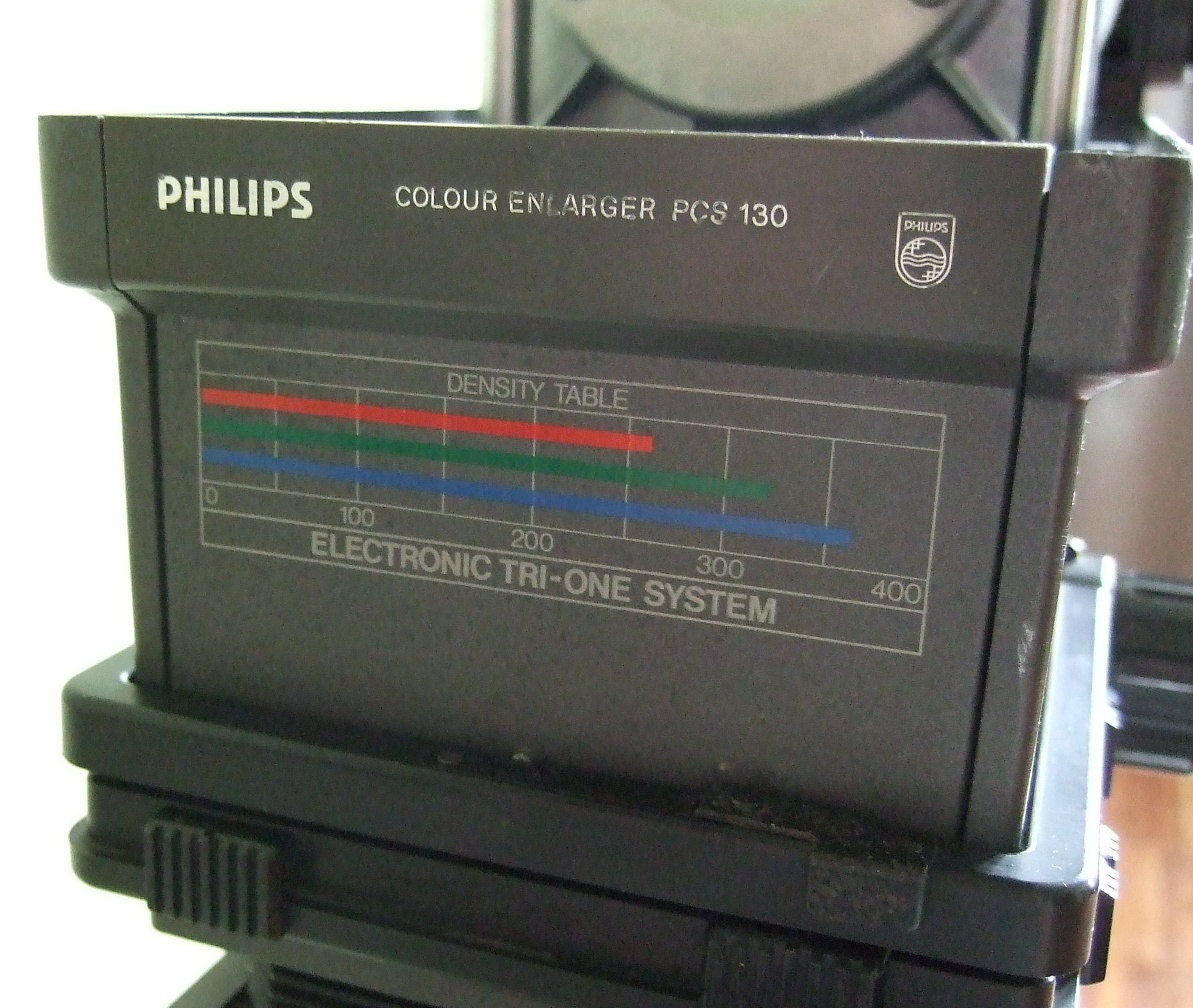 PHILIPS COLOUR ENLARGER PCS 130
PHILIPS
DENSITY TABLE
0 100 200 300 400
ELECTRONIC TRI-ONE SYSTEM